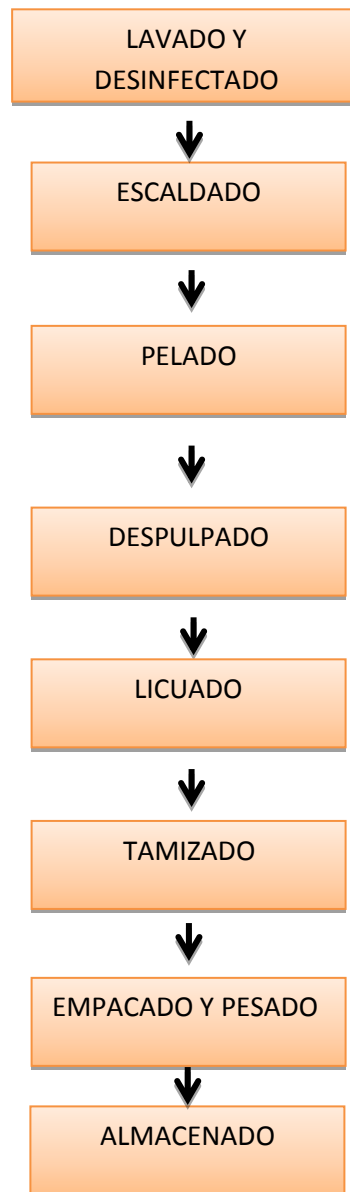 LAVADO Y
DESINFECTADO
ESCALDADO
PELADO
DESPULPADO
LICUADO
TAMIZADO
EMPACADO Y PESADO
ALMACENADO